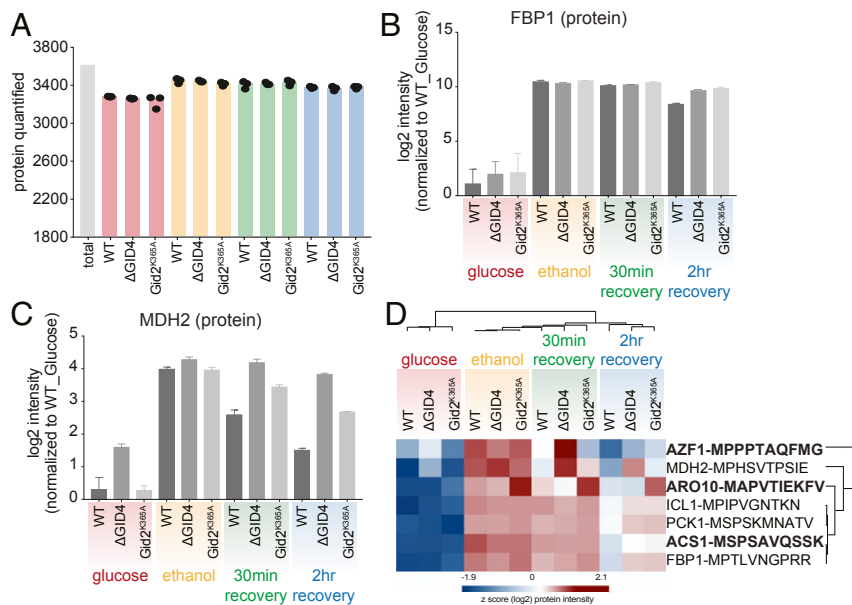 A
protein quantified
3800
3400
3000
2600
2200
1800
total
WT
ΔGID4
Gid2K365A
WT
ΔGID4
Gid2K365A
WT
ΔGID4
Gid2K365A
WT
ΔGID4
Gid2K365A
B
FBP1 (protein)
log2 intensity
(normalized to WT_Glucose)
15
10
5
0
WT
ΔGID4
Gid2K365A
WT
ΔGID4
Gid2K365A
WT
ΔGID4
Gid2K365A
WT
ΔGID4
Gid2K365A
glucose
ethanol
30min
recovery
2hr
recovery
C
MDH2 (protein)
log2 intensity
(normalized to WT_Glucose)
5
4
3
2
1
0
WT
ΔGID4
Gid2K365A
WT
ΔGID4
Gid2K365A
WT
ΔGID4
Gid2K365A
WT
ΔGID4
Gid2K365A
glucose
ethanol
30min
recovery
2hr
recovery
D
glucose
ethanol
30min
recovery
2hr
recovery
WT
ΔGID4
Gid2K365A
WT
ΔGID4
Gid2K365A
WT
ΔGID4
Gid2K365A
WT
ΔGID4
Gid2K365A
AZF1-MPPPTAQFMG
MDH2-MPHSVTPSIE
ARO10-MAPVTIEKFV
ICL1-MPIPVGNTKN
PCK1-MSPSKMNATV
ACS1-MSPSAVQSSK
FBP1-MPTLVNGPRR
-1.9
0
2.1
z score (log2) protein intensity